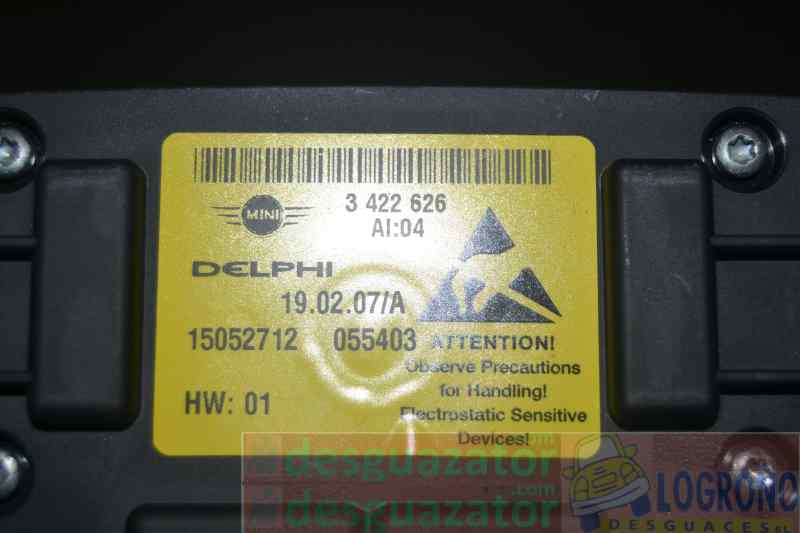 MINI
3 422 626
AI:04
DELPHI
19.02.07/A
15052712 055403
HW: 01
ATTENTION!
Observe Precautions
for Handling!
Electrostatic Sensitive
Devices!
desguazator
.com
desguazator
LOGROÑO
DESGUACES S.L.